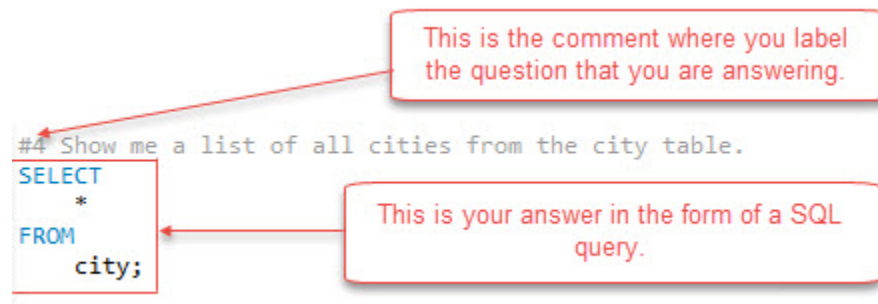 This is the comment where you label
the question that you are answering.
#4 Show me a list of all cities from the city table.
SELECT
*
FROM
city;
This is your answer in the form of a SQL
query.